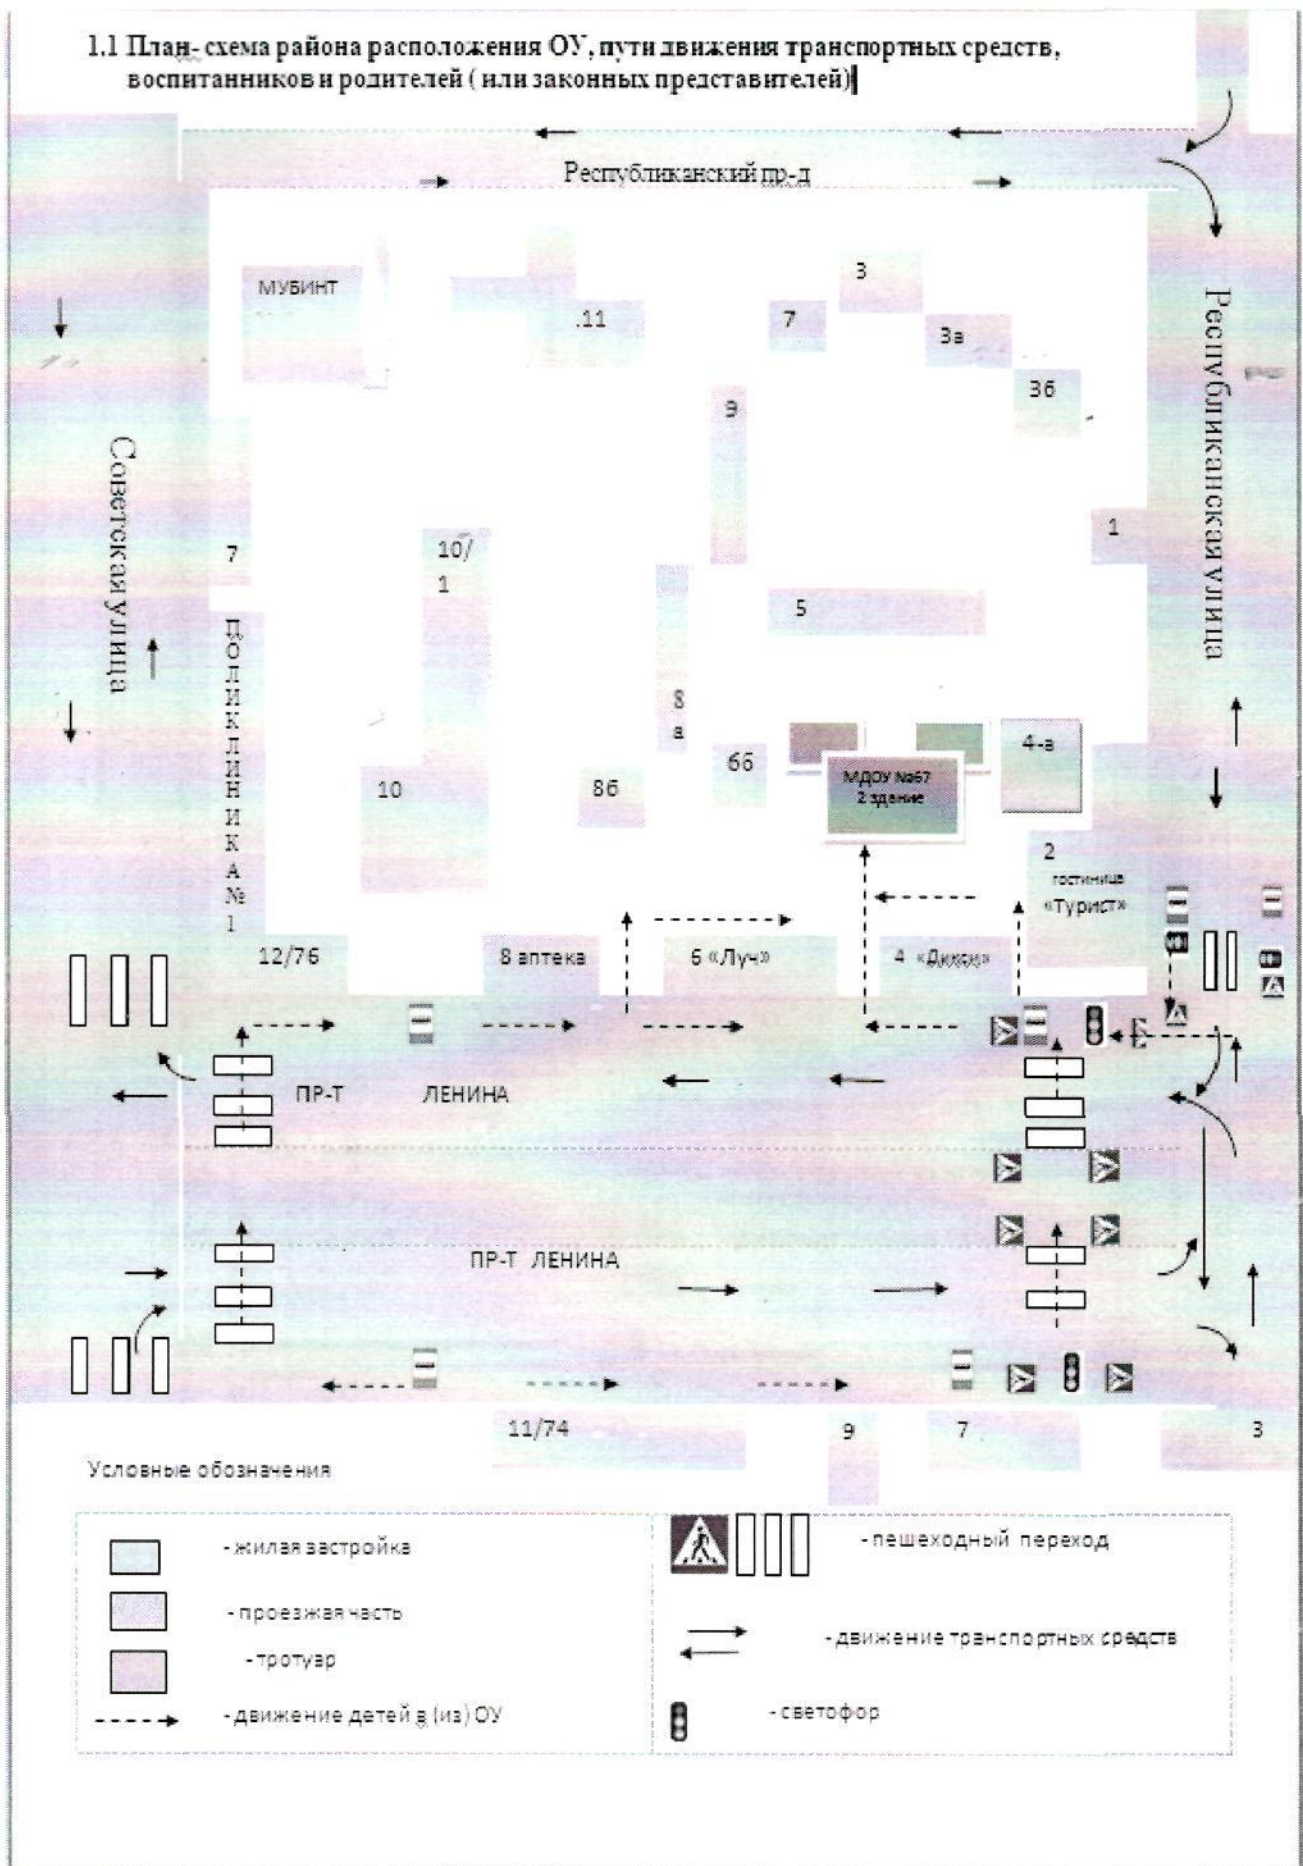 1.1 План- схема района расположения ОУ, пути движения транспортных средств,
воспитанников и родителей ( или законных представителей)
Республиканский пр-д
МУБИНТ
.11
7
3
3а
3б
9
Советская улица
Республиканская улица
1
7
10/
1
5
ПОЛИКЛИНИКА №1
8
а
4-а
6б
МДОУ №67
2 здание
10
8б
2
гостиница
«Турист»
12/76
8 аптека
6 «Луч»
4 «Дикси»
ПР-Т ЛЕНИНА
ПР-Т ЛЕНИНА
11/74
9
7
3
Условные обозначения
- жилая застройка
- проезжая часть
- тротуар
- движение детей в (из) ОУ
- пешеходный переход
- движение транспортных средств
- светофор